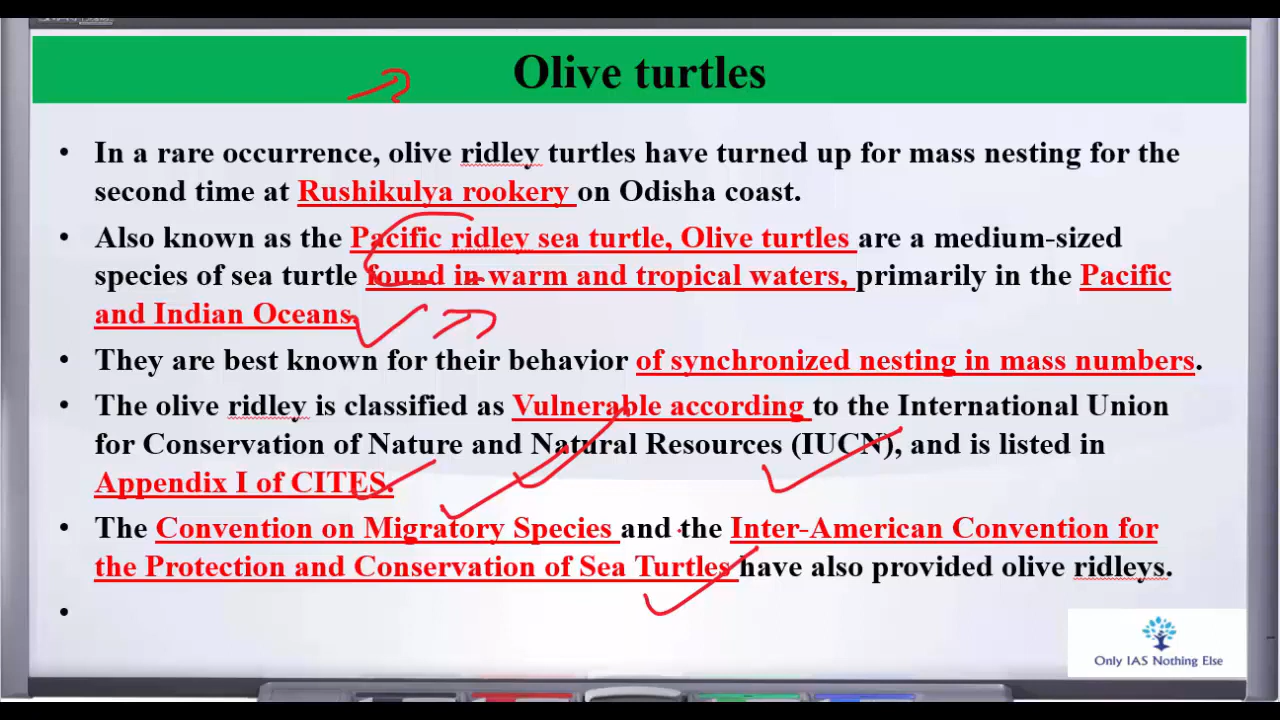 Olive turtles
• In a rare occurrence, olive ridley turtles have turned up for mass nesting for the
second time at Rushikulya rookery on Odisha coast.
• Also known as the Pacific ridley sea turtle, Olive turtles are a medium-sized
species of sea turtle found in warm and tropical waters, primarily in the Pacific
and Indian Oceans.
• They are best known for their behavior of synchronized nesting in mass numbers.
• The olive ridley is classified as Vulnerable according to the International Union
for Conservation of Nature and Natural Resources (IUCN), and is listed in
Appendix I of CITES.
• The Convention on Migratory Species and the Inter-American Convention for
the Protection and Conservation of Sea Turtles have also provided olive ridleys.
•
Only IAS Nothing Else